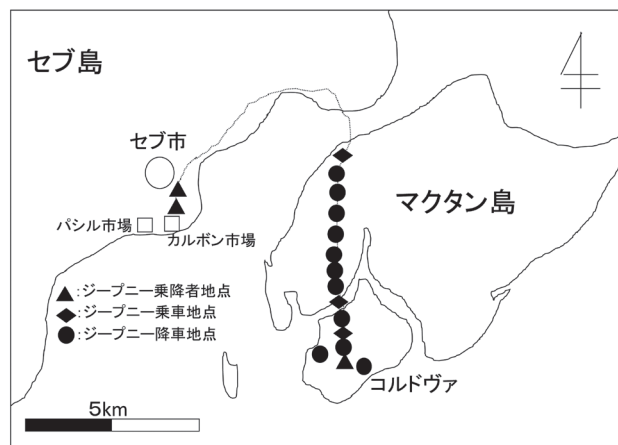 セブ島
セブ市
マクタン島
パシル市場
カルボン市場
▲:ジープニー乗降者地点
◆:ジープニー乗車地点
●:ジープニー降車地点
コルドヴァ
5km